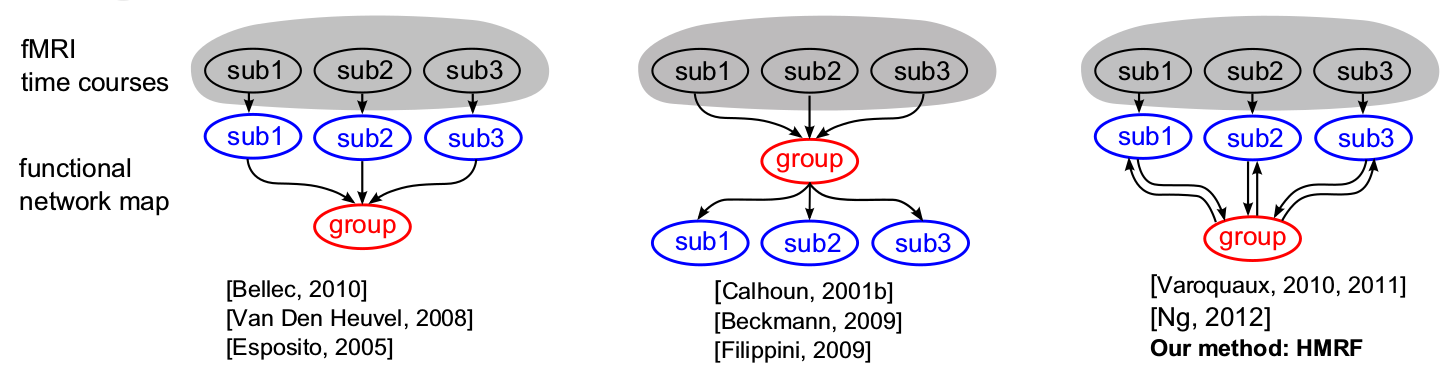 fMRI
time courses
functional
network map
sub1 sub2 sub3
sub1 sub2 sub3
group
[Bellec, 2010]
[Van Den Heuvel, 2008]
[Esposito, 2005]
sub1 sub2 sub3
group
sub1 sub2 sub3
[Calhoun, 2001b]
[Beckmann, 2009]
[Filippini, 2009]
sub1 sub2 sub3
sub1 sub2 sub3
group
[Varoquaux, 2010, 2011]
[Ng, 2012]
Our method: HMRF